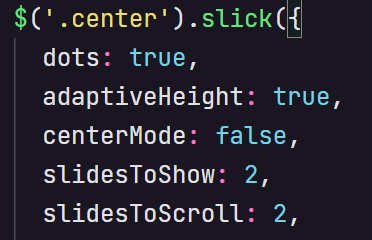 $('.center').slick({
dots: true,
adaptiveHeight: true,
centerMode: false,
slidesToShow: 2,
slidesToScroll: 2,